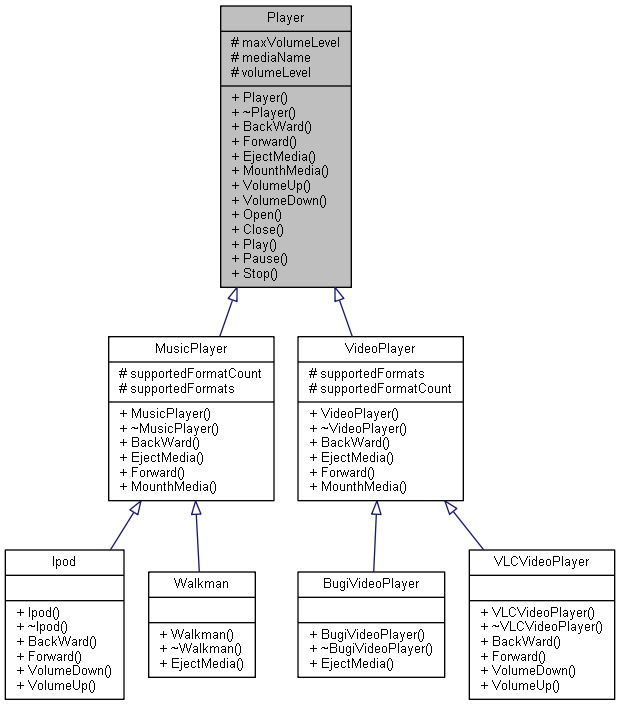 Player
# maxVolumeLevel
# mediaName
# volumeLevel
+ Player()
+ ~Player()
+ BackWard()
+ Forward()
+ EjectMedia()
+ MounthMedia()
+ VolumeUp()
+ VolumeDown()
+ Open()
+ Close()
+ Play()
+ Pause()
+ Stop()
MusicPlayer
# supportedFormatCount
# supportedFormats
+ MusicPlayer()
+ ~MusicPlayer()
+ BackWard()
+ EjectMedia()
+ Forward()
+ MounthMedia()
VideoPlayer
# supportedFormats
# supportedFormatCount
+ VideoPlayer()
+ ~VideoPlayer()
+ BackWard()
+ EjectMedia()
+ Forward()
+ MounthMedia()
Ipod
+ Ipod()
+ ~Ipod()
+ BackWard()
+ Forward()
+ VolumeDown()
+ VolumeUp()
Walkman
+ Walkman()
+ ~Walkman()
+ EjectMedia()
BugiVideoPlayer
+ BugiVideoPlayer()
+ ~BugiVideoPlayer()
+ EjectMedia()
VLCVideoPlayer
+ VLCVideoPlayer()
+ ~VLCVideoPlayer()
+ BackWard()
+ Forward()
+ VolumeDown()
+ VolumeUp()